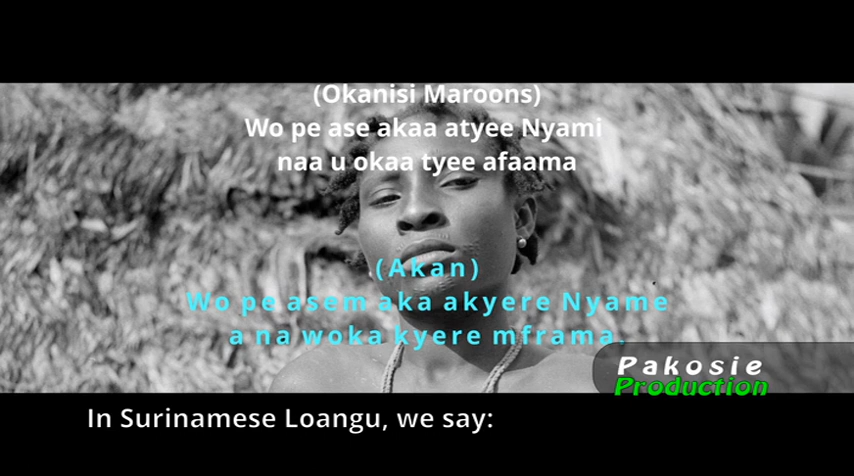 (Okanisi Maroons)
Wo pe ase akaa atyee Nyami
naa u okaa tyee afaama
(Akan)
Wo pe asem aka akyere Nyame
a na woka kyere mframa.
Pakosie
Production
In Surinamese Loangu, we say: